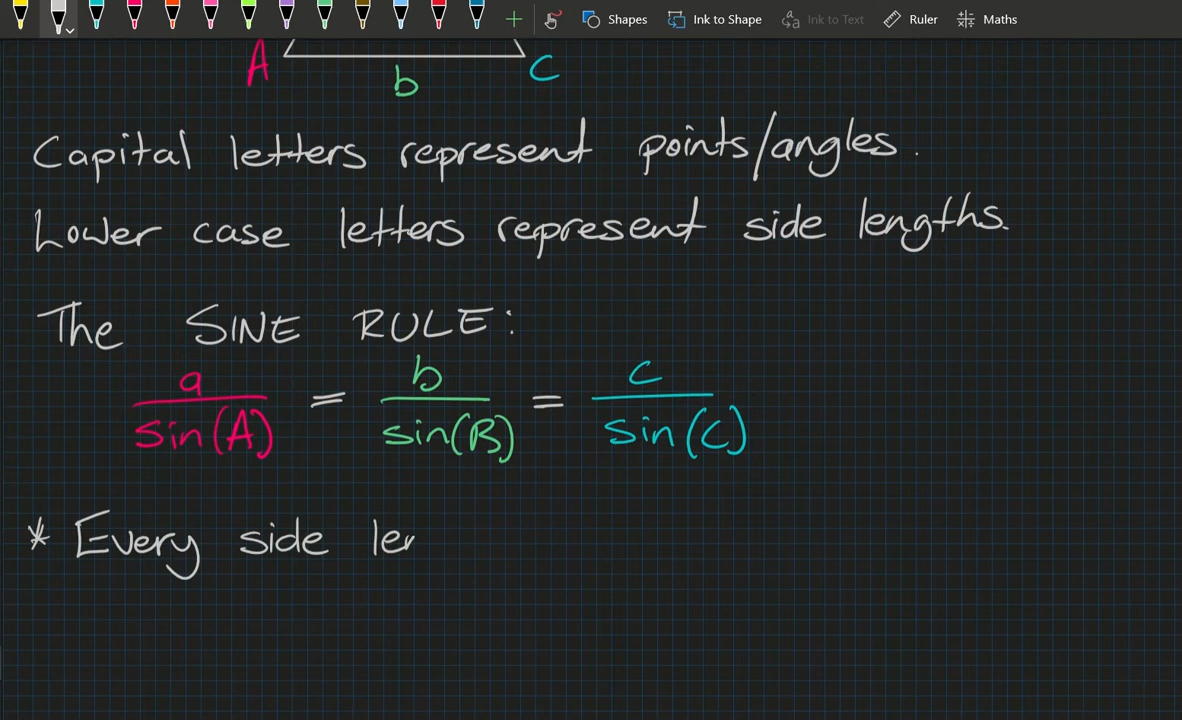 Shapes Ink to Shape Ink to Text Ruler Maths
A b C
Capital letters represent points/angles.
Lower case letters represent side lengths.
The SINE RULE:
a/sin(A) = b/sin(B) = c/sin(C)
* Every side len